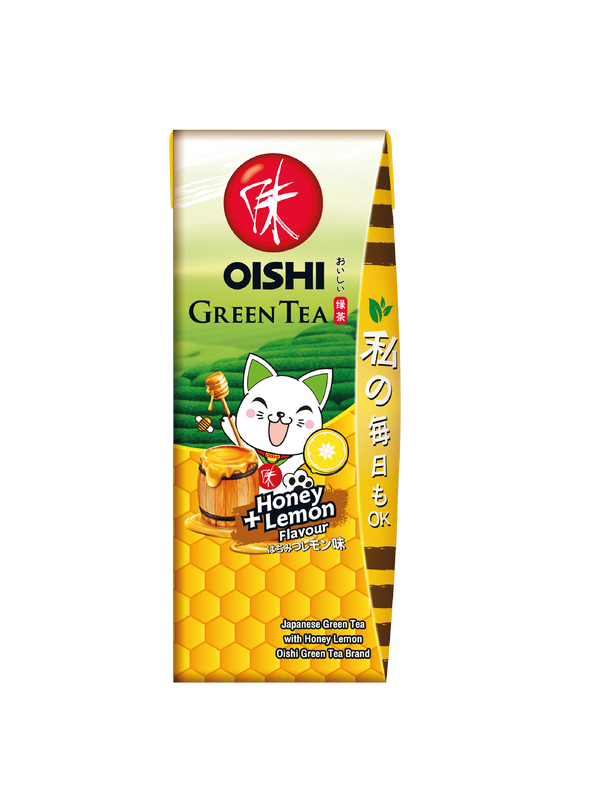 味
OISHI
おいしい
GREEN TEA
緑茶
OISHI
味
Honey
+Lemon
Flavour
はちみつレモン味
Japanese Green Tea
with Honey Lemon
Oishi Green Tea Brand
私の毎日もOK